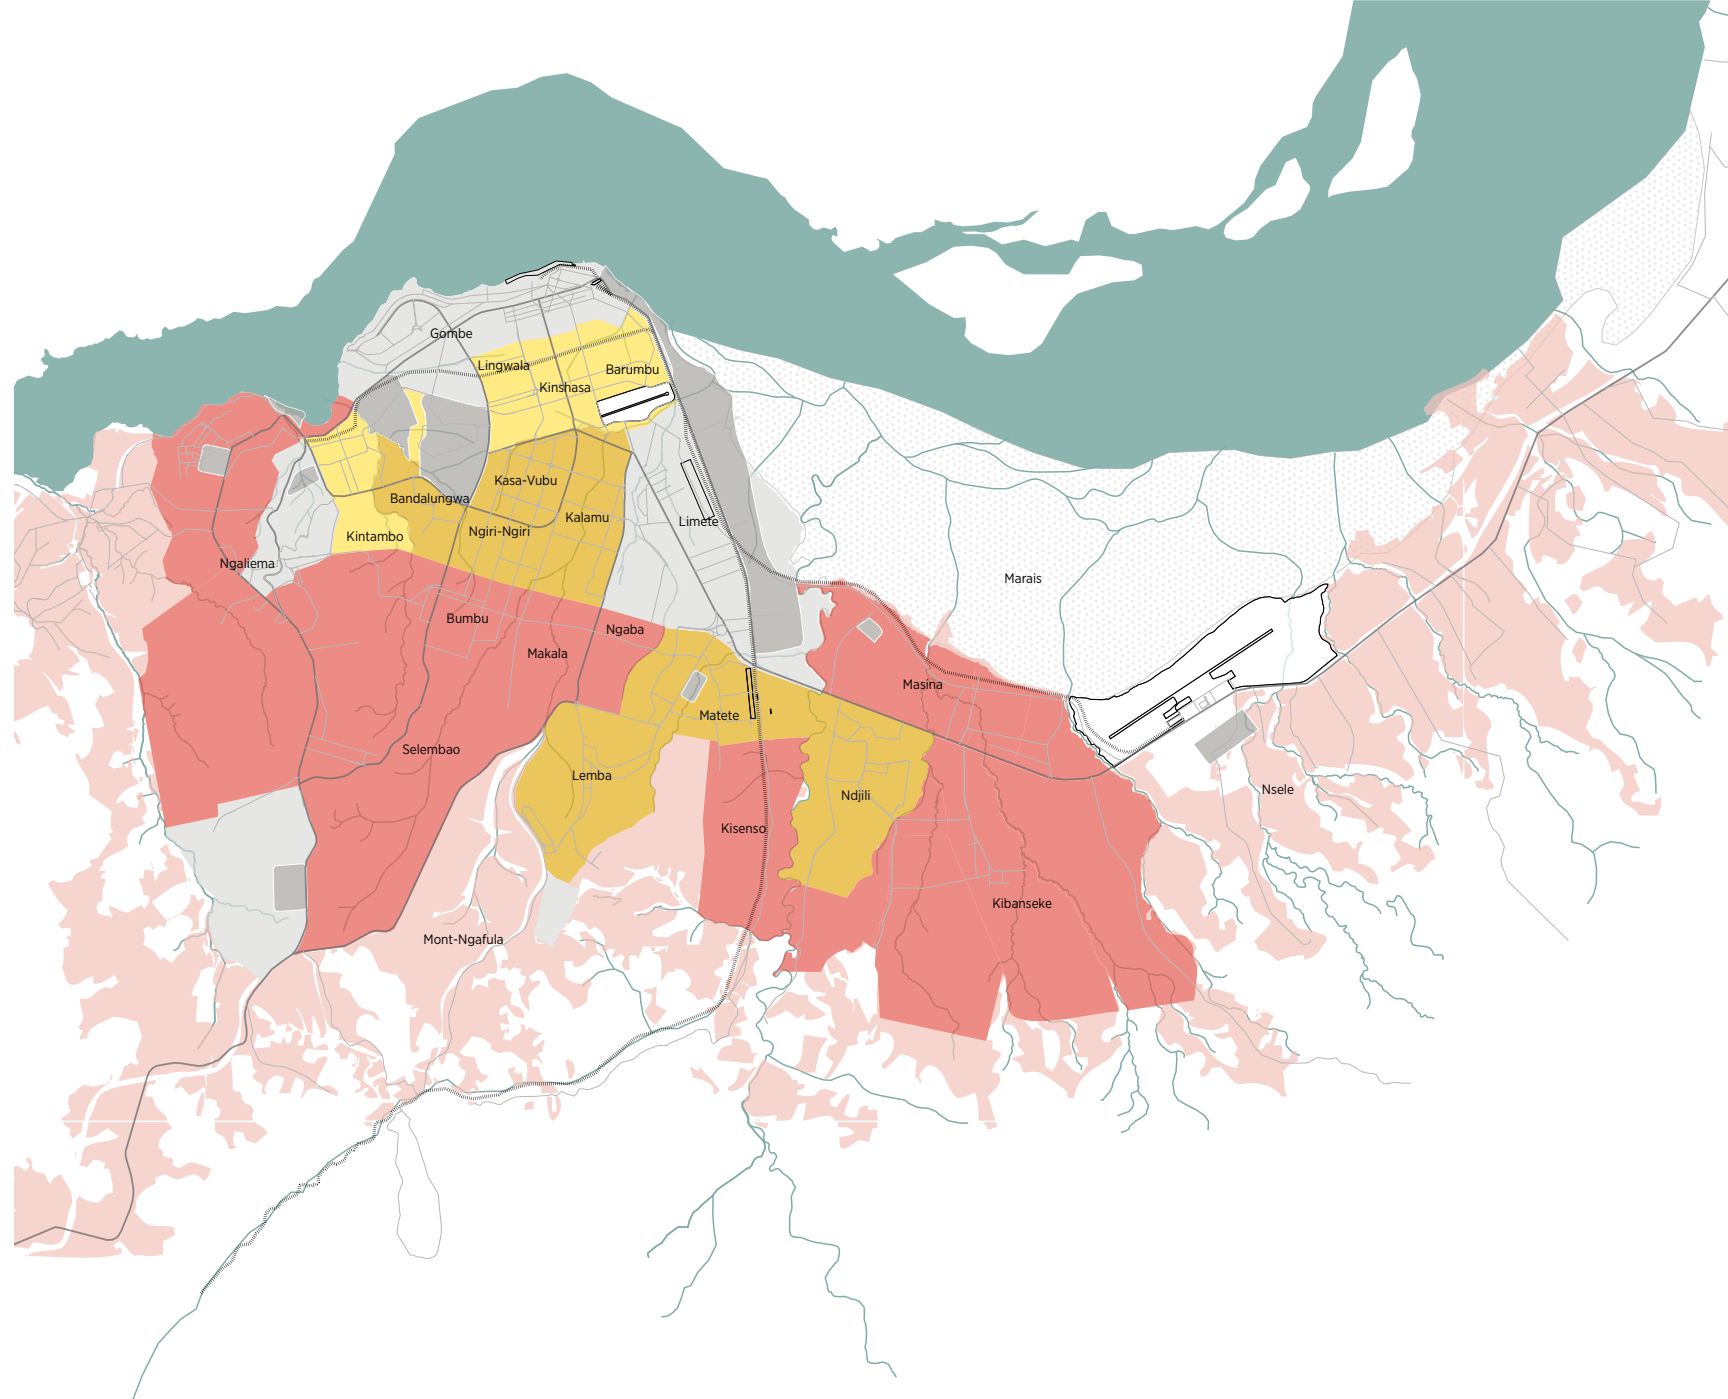 Gombe
Lingwala
Barumbu
Kinshasa
Kasa-Vubu
Bandalungwa
Kalamu
Limete
Ngiri-Ngiri
Kintambo
Ngaliema
Marais
Bumbu
Ngaba
Makala
Masina
Matete
Selembao
Lemba
Nsele
Ndjili
Kisenso
Kibanseke
Mont-Ngafula